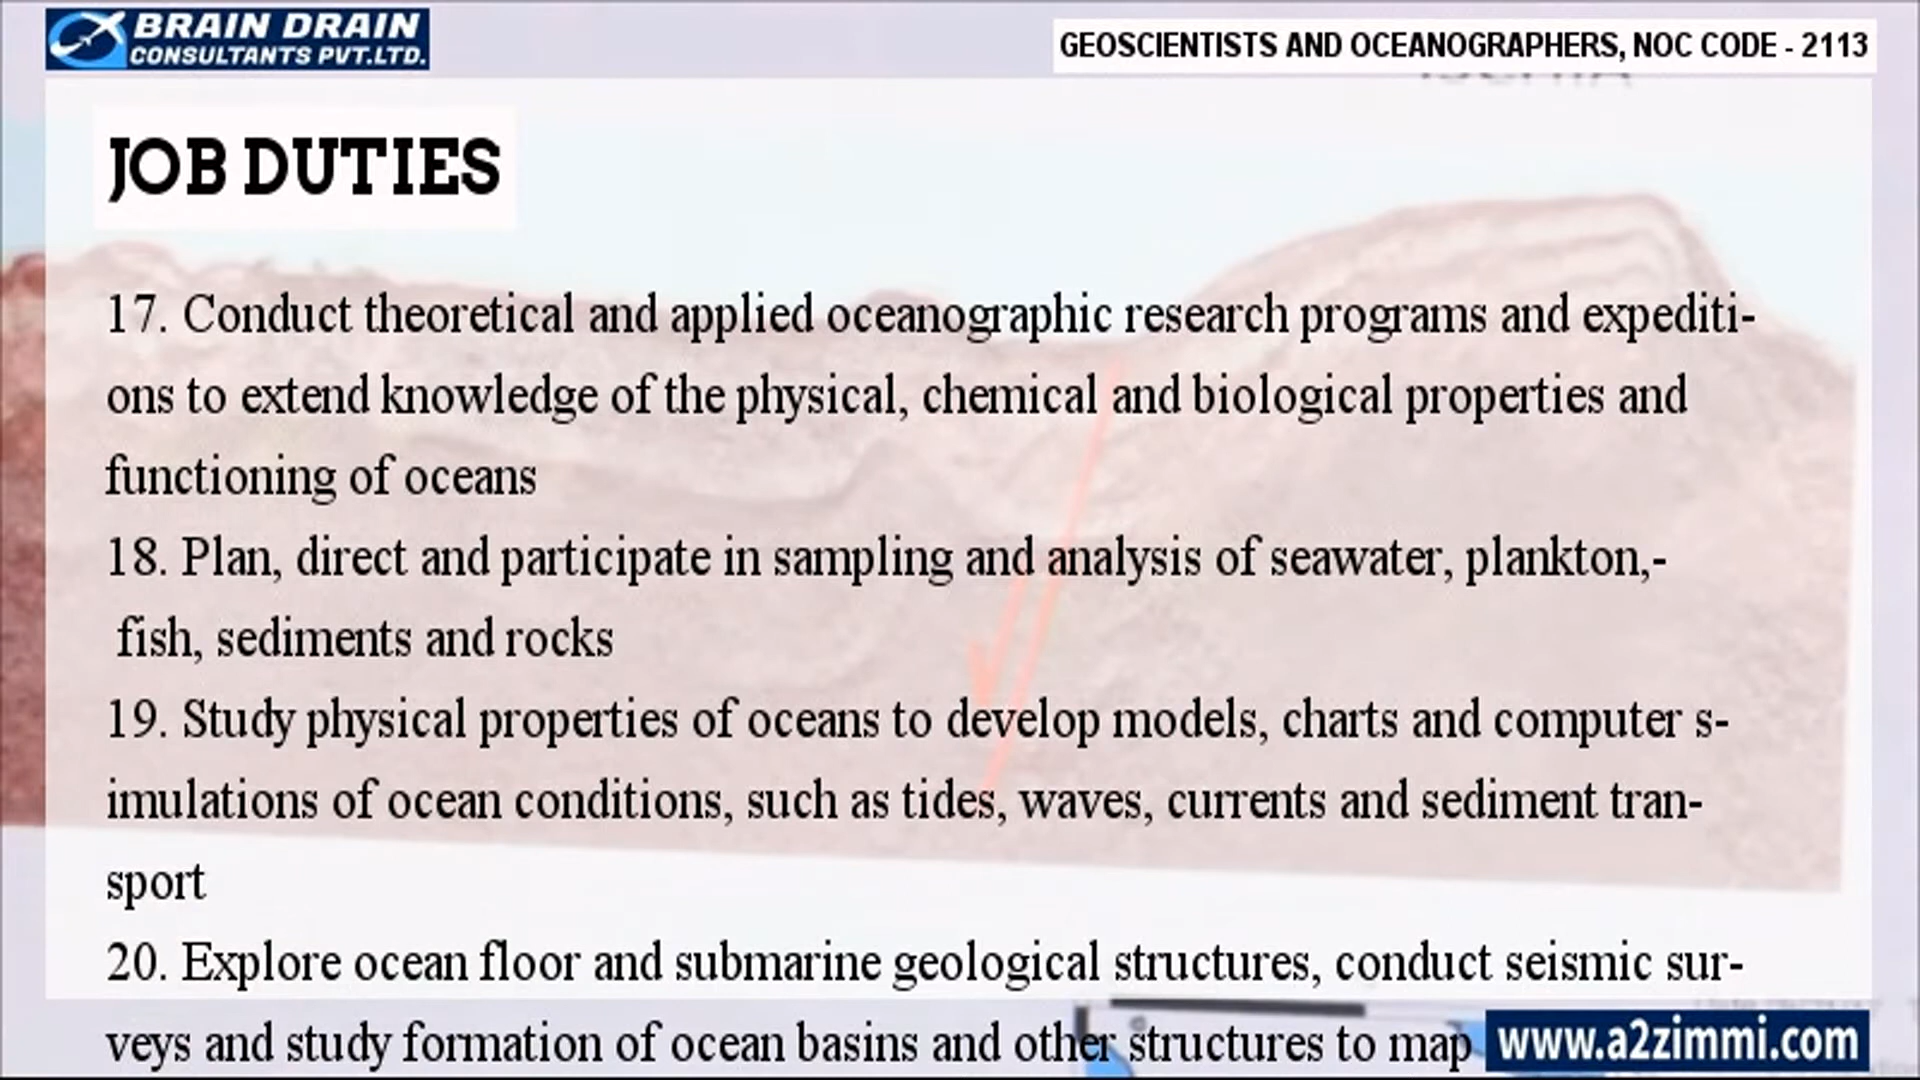 BRAIN DRAIN
CONSULTANTS PVT.LTD.
GEOSCIENTISTS AND OCEANOGRAPHERS, NOC CODE - 2113
JOB DUTIES
17. Conduct theoretical and applied oceanographic research programs and expediti-
ons to extend knowledge of the physical, chemical and biological properties and
functioning of oceans
18. Plan, direct and participate in sampling and analysis of seawater, plankton,-
fish, sediments and rocks
19. Study physical properties of oceans to develop models, charts and computer s-
imulations of ocean conditions, such as tides, waves, currents and sediment tran-
sport
20. Explore ocean floor and submarine geological structures, conduct seismic sur-
veys and study formation of ocean basins and other structures to map
www.a2zimmi.com